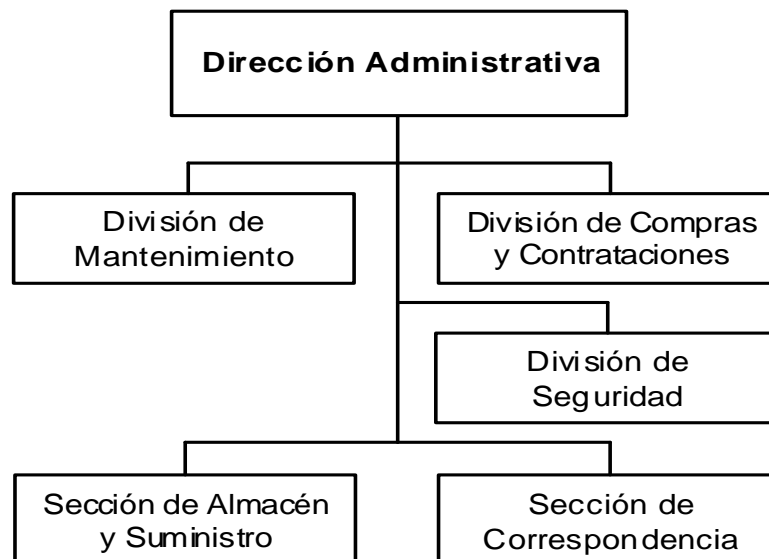 Dirección Administrativa
División de
Mantenimiento
División de Compras
y Contrataciones
División de
Seguridad
Sección de Almacén
y Suministro
Sección de
Correspondencia